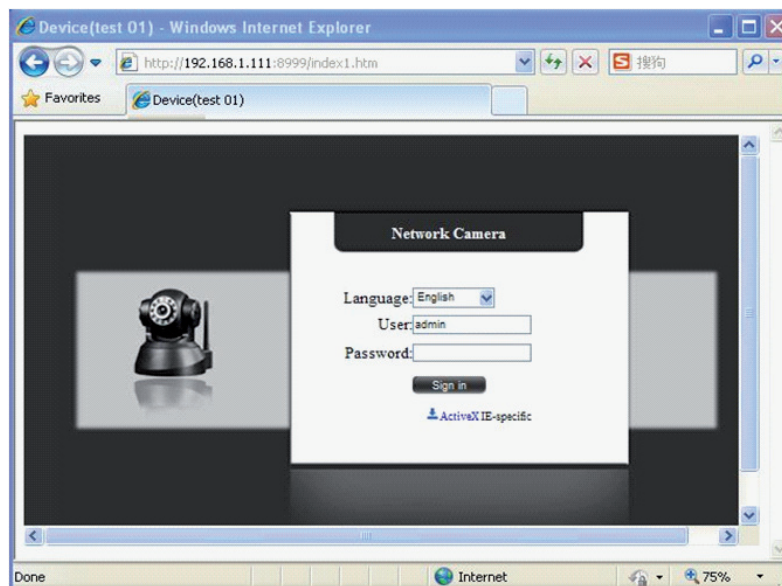 Device(test 01) - Windows Internet Explorer
http://192.168.1.111:8999/index1.htm
搜狗
Favorites
Device(test 01)
Network Camera
Language:English
User:admin
Password:
Sign in
ActiveX IE-specific
Done
Internet
75%